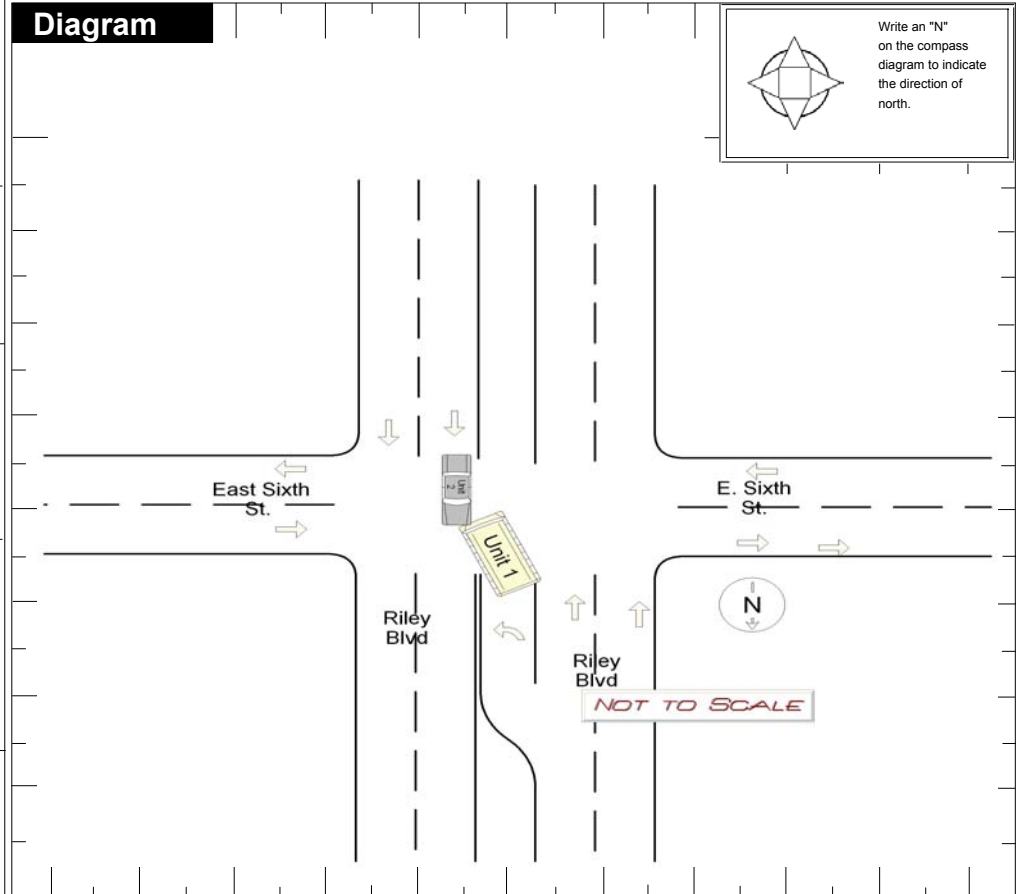 Diagram
Write an "N"
on the compass
diagram to indicate
the direction of
north.
East Sixth
St.
E. Sixth
St.
Unit
2
Unit 1
N
Riley
Blvd
Riley
Blvd
NOT TO SCALE